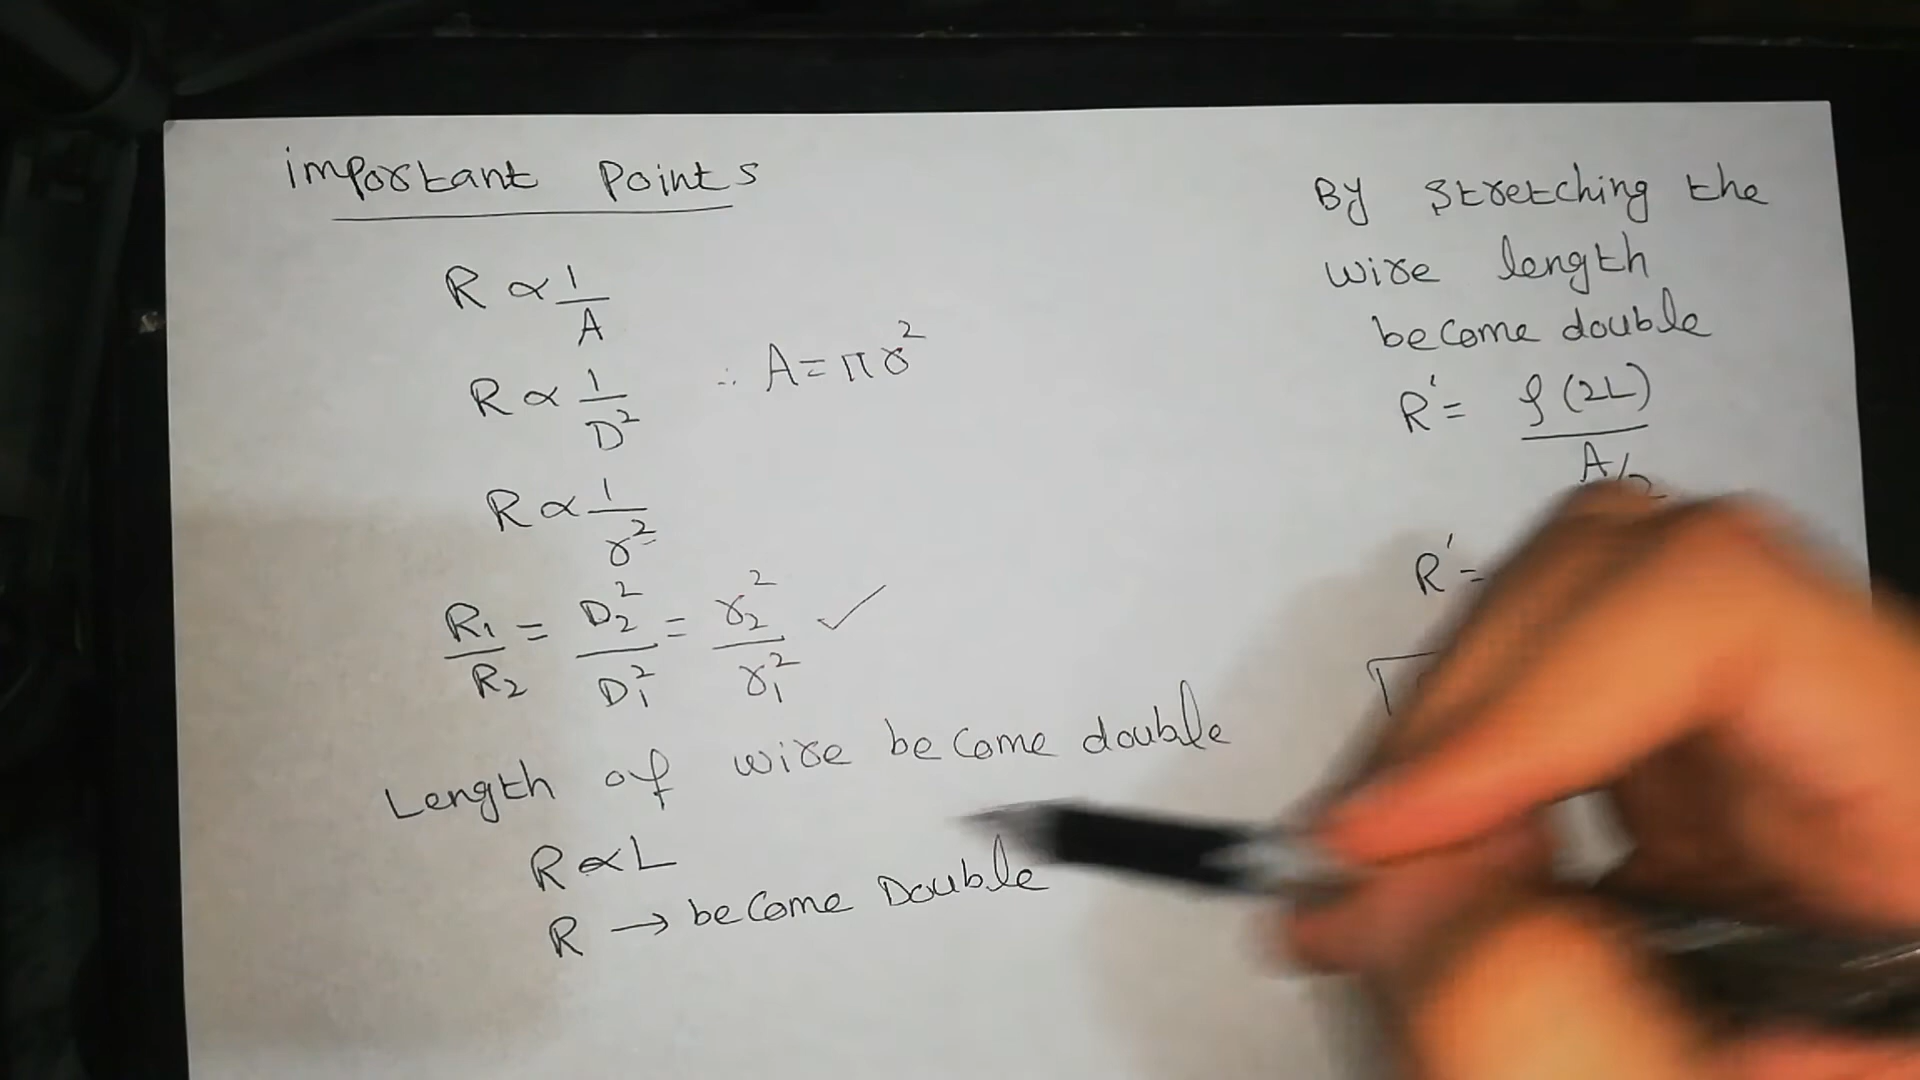 important Points
R ∝ 1/A
R ∝ 1/D²
∴ A = πr²
R ∝ 1/r²
R₁/R₂ = D₂²/D₁² = r₂²/r₁² ✓
Length of wire become double
R ∝ L
R → become Double
By stretching the
wire length
become double
R' = ρ(2L)/A/2
R' =